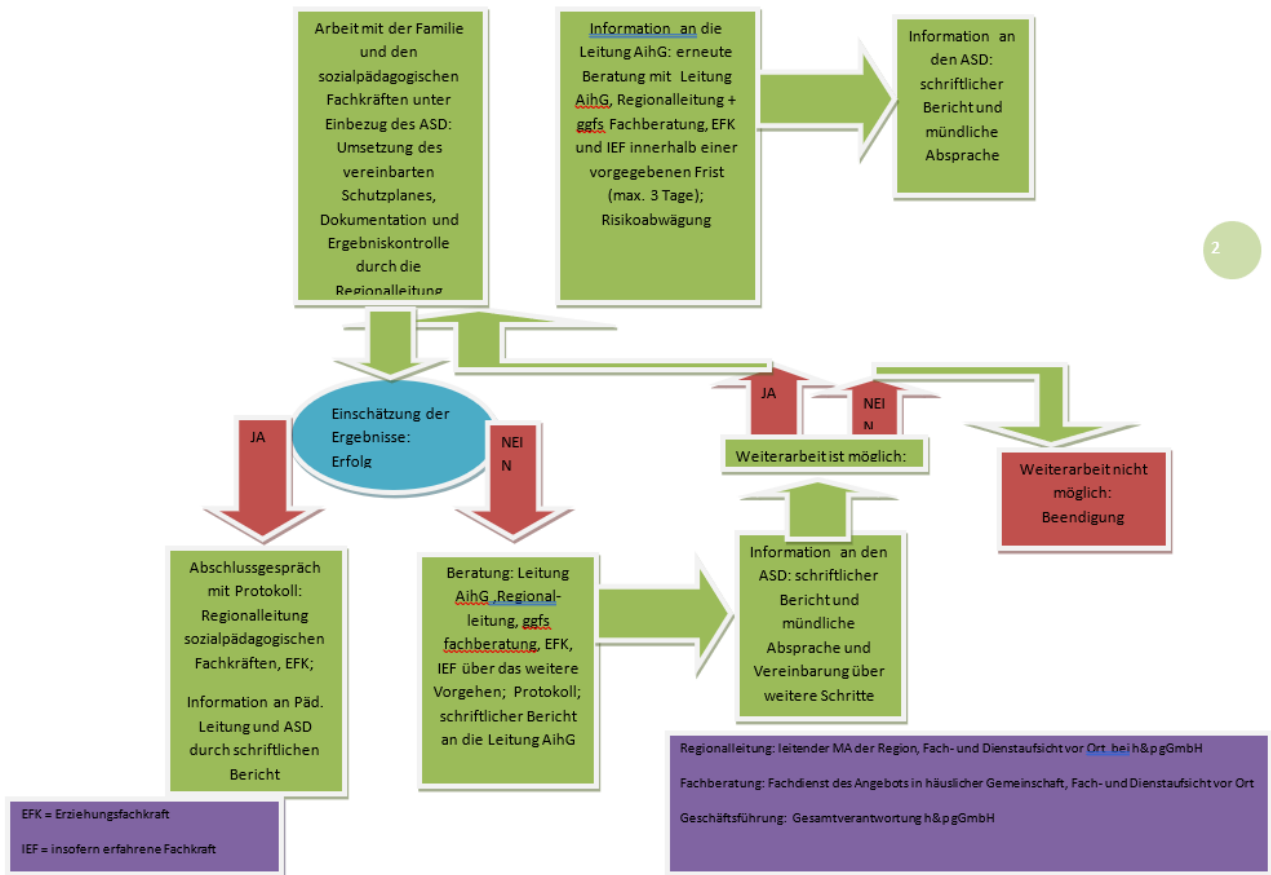 Arbeit mit der Familie
und den
sozialpädagogischen
Fachkräften unter
Einbezug des ASD:
Umsetzung des
vereinbarten
Schutzplanes,
Dokumentation und
Ergebniskontrolle
durch die
Regionalleitung
Information an die
Leitung AihG: erneute
Beratung mit Leitung
AihG, Regionalleitung +
ggfs Fachberatung, EFK
und IEF innerhalb einer
vorgegebenen Frist
(max. 3 Tage);
Risikoabwägung
Information an
den ASD:
schriftlicher
Bericht und
mündliche
Absprache
2
Einschätzung der
Ergebnisse:
Erfolg
JA
NEI
N
JA
NEI
N
Weiterarbeit ist möglich:
Weiterarbeit nicht
möglich:
Beendigung
Abschlussgespräch
mit Protokoll:
Regionalleitung
sozialpädagogischen
Fachkräften, EFK;
Information an Päd.
Leitung und ASD
durch schriftlichen
Bericht
Beratung: Leitung
AihG ,Regional-
leitung, ggfs
fachberatung, EFK,
IEF über das weitere
Vorgehen; Protokoll;
schriftlicher Bericht
an die Leitung AihG
Information an den
ASD: schriftlicher
Bericht und
mündliche
Absprache und
Vereinbarung über
weitere Schritte
Regionalleitung: leitender MA der Region, Fach- und Dienstaufsicht vor Ort bei h&pgGmbH
Fachberatung: Fachdienst des Angebots in häuslicher Gemeinschaft, Fach- und Dienstaufsicht vor Ort
Geschäftsführung: Gesamtverantwortung h&pgGmbH
EFK = Erziehungsfachkraft
IEF = insofern erfahrene Fachkraft